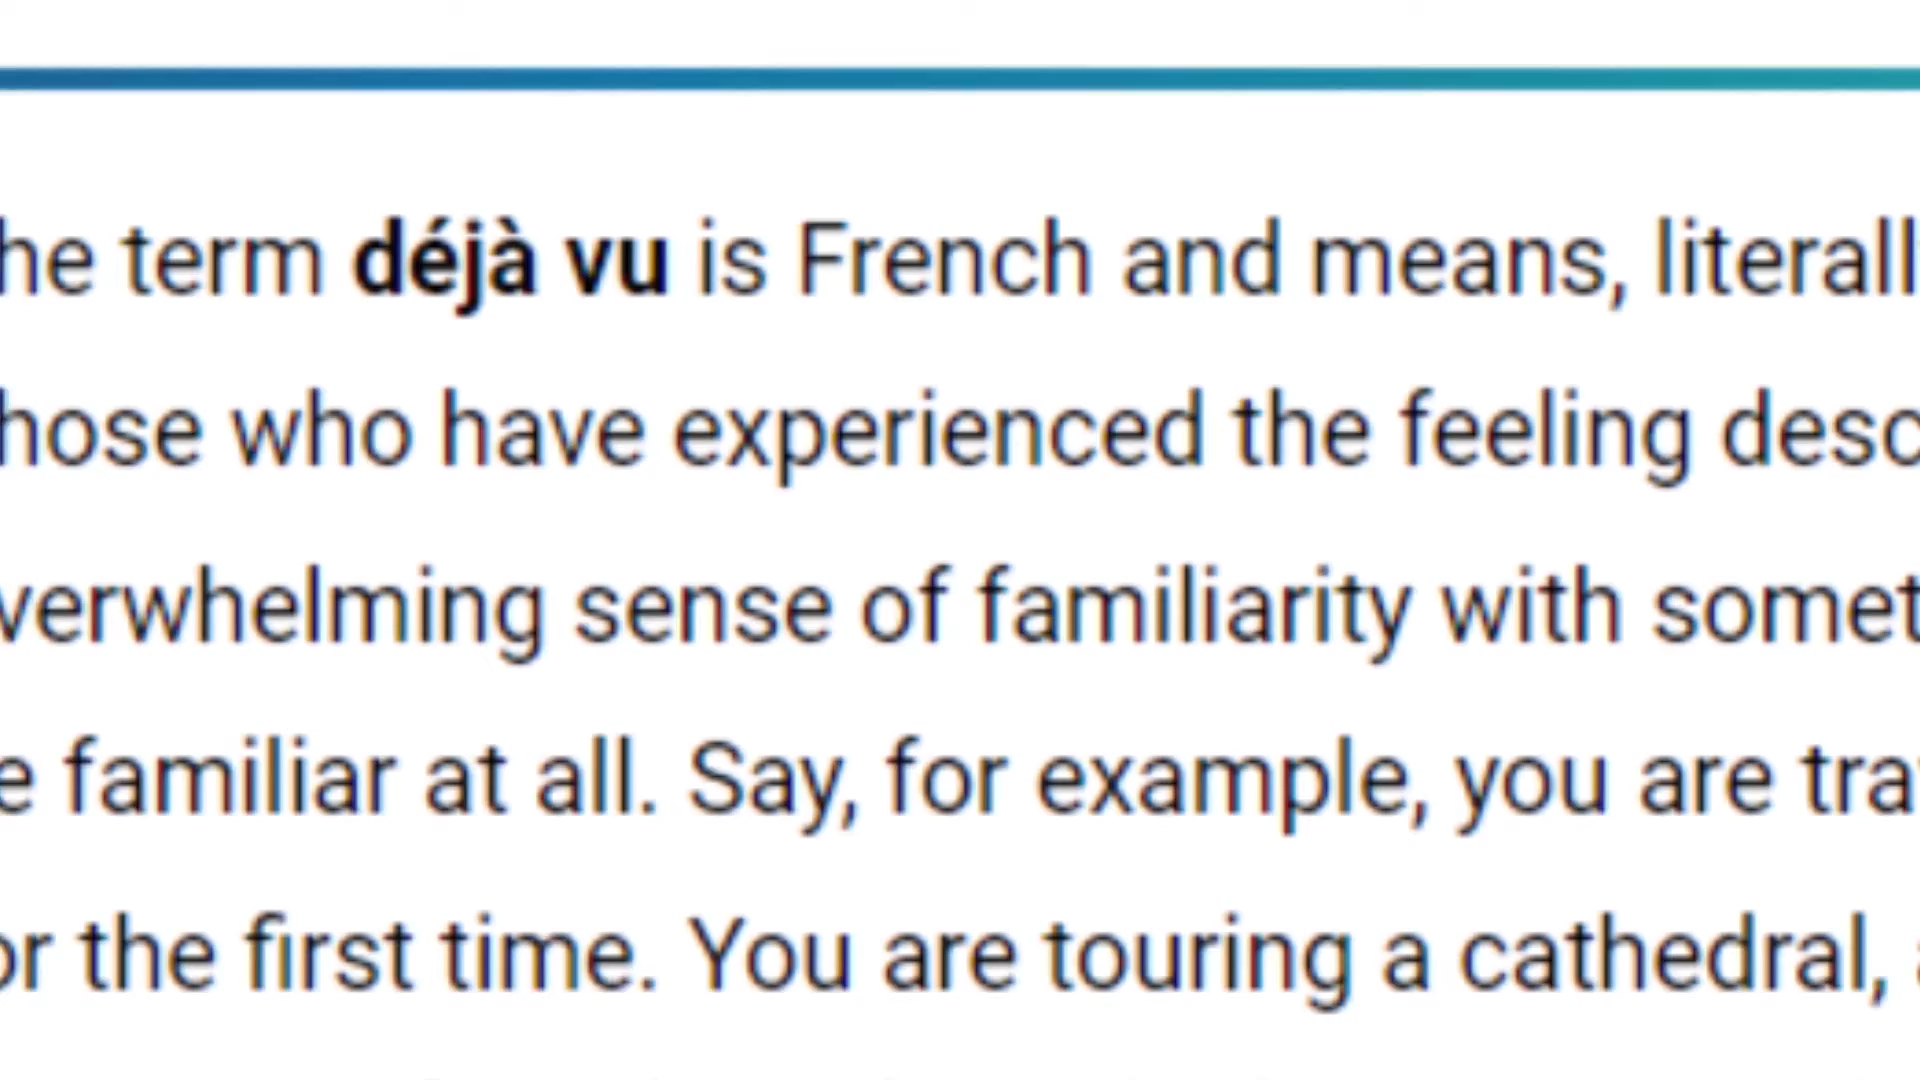 he term déjà vu is French and means, literall
hose who have experienced the feeling desc
verwhelming sense of familiarity with somet
e familiar at all. Say, for example, you are tra
or the first time. You are touring a cathedral,